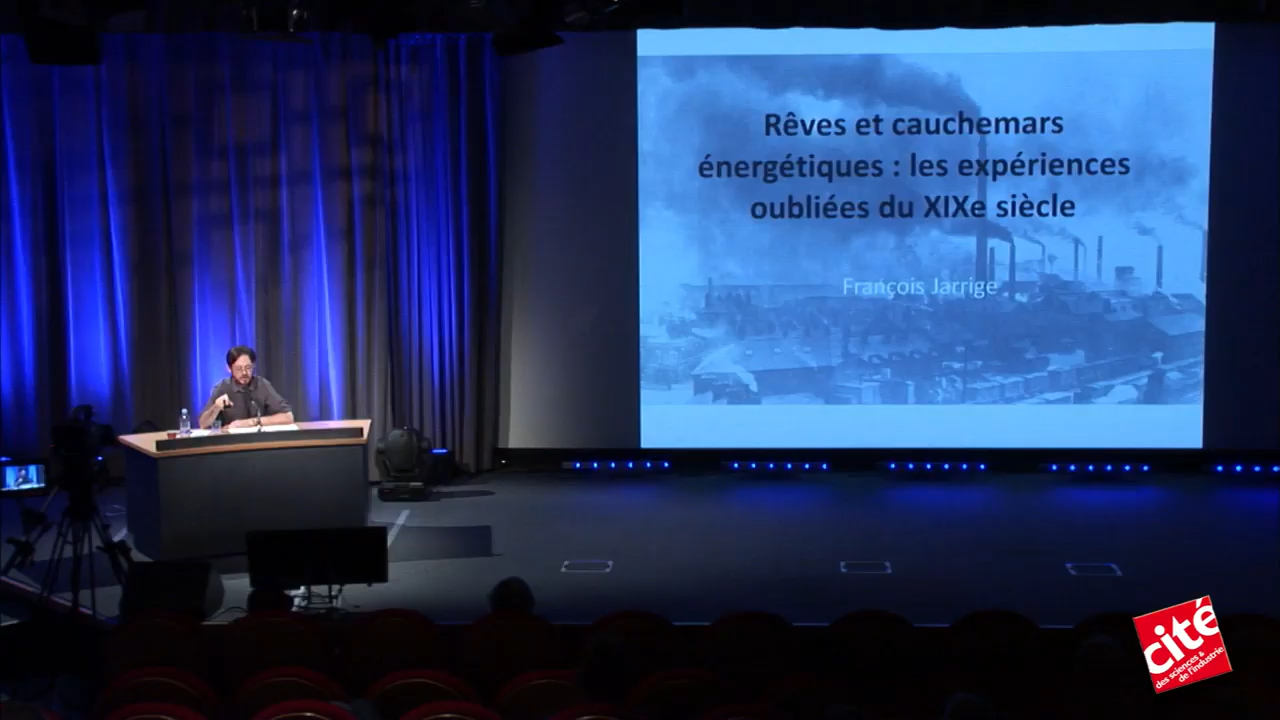 Rêves et cauchemars
énergétiques : les expériences
oubliées du XIXe siècle
François Jarrige
cité
des sciences &
de l'industrie